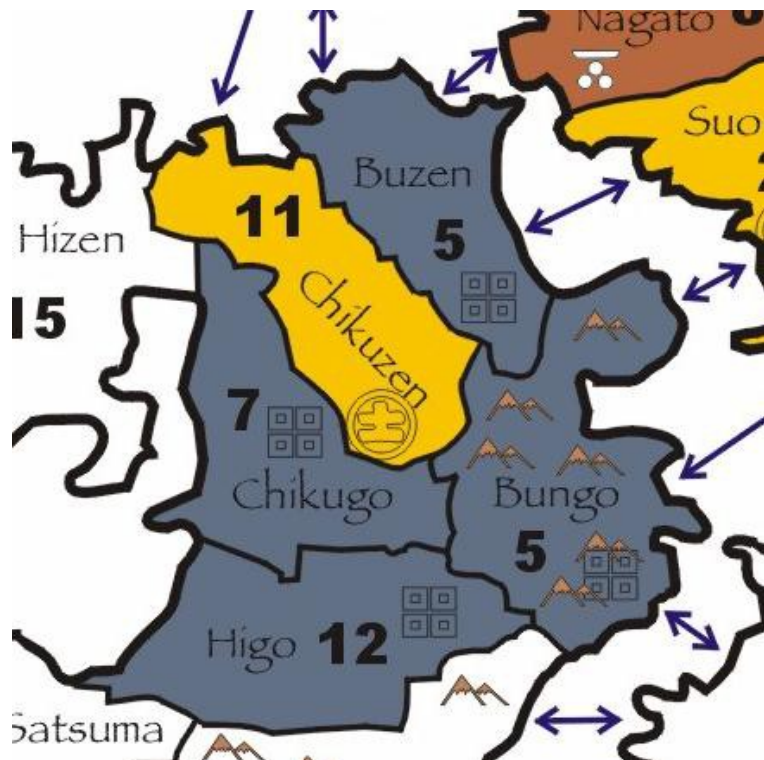 Nagato
Suo
Buzen
5
11
Hizen
15
Chikuzen
7
Chikugo
Bungo
5
Higo 12
Satsuma